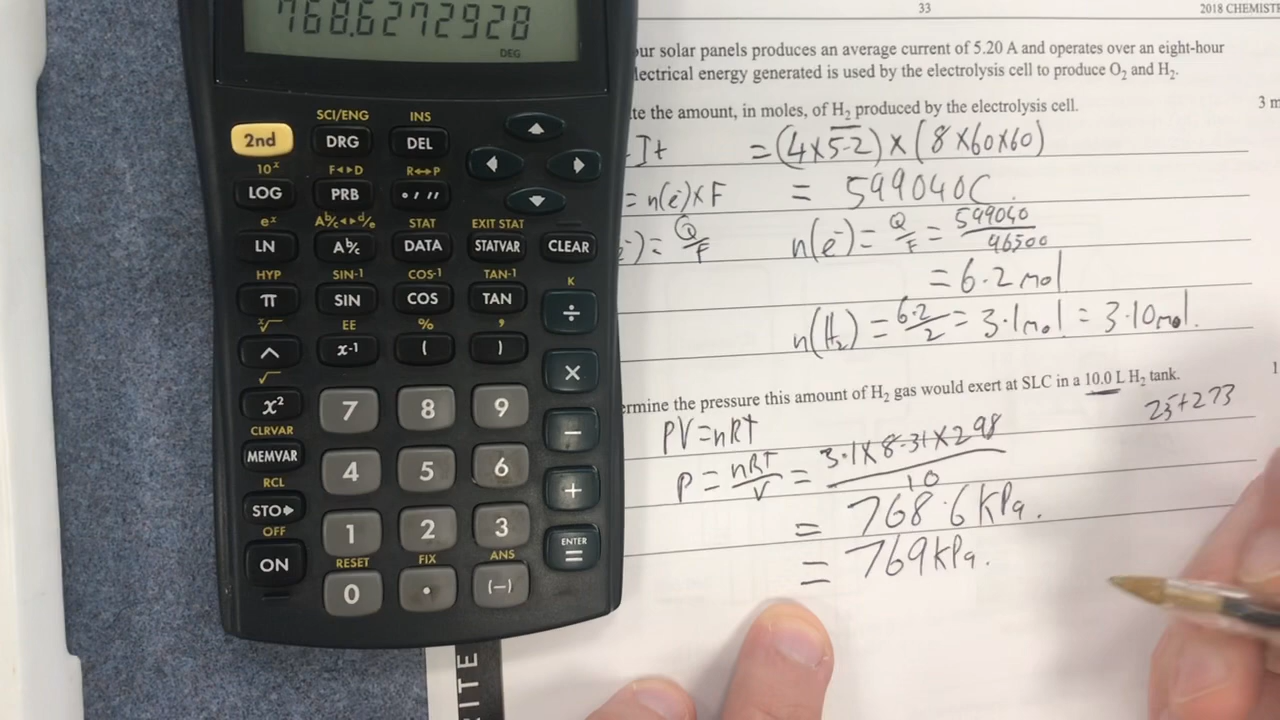 768.6272928
DEG
33
2018 CHEMISTR
ur solar panels produces an average current of 5.20 A and operates over an eight-hour
lectrical energy generated is used by the electrolysis cell to produce O₂ and H₂.
te the amount, in moles, of H₂ produced by the electrolysis cell.
3 m
It = (4×5.2) × (8×60×60)
= n(e⁻)×F = 599040C.
) = Q/F n(e⁻) = Q/F = 599040/96500
= 6.2 mol
n(H₂) = 6.2/2 = 3.1mol = 3.10mol.
rmine the pressure this amount of H₂ gas would exert at SLC in a 10.0 L H₂ tank.
1
25+273
PV=nRT
P = nRT/V = 3.1×8.31×298/10
= 768.6 kPa.
= 769 kPa.
SCI/ENG INS
2nd DRG DEL
10ˣ F◄►D R◄►P
LOG PRB ° ' "
eˣ Ab/c◄►d/e STAT EXIT STAT
LN Ab/c DATA STATVAR CLEAR
HYP SIN-1 COS-1 TAN-1 K
π SIN COS TAN ÷
ˣ√ EE % ,
^ x-1 ( ) ×
√
x² 7 8 9 −
CLRVAR
MEMVAR 4 5 6 +
RCL
STO► 1 2 3 ENTER =
OFF RESET FIX ANS
ON 0 . (−)
ITE